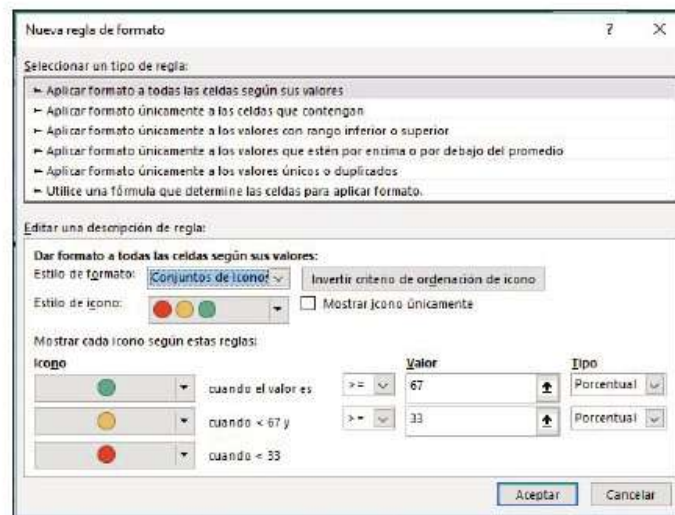 Nueva regla de formato ? ×
Seleccionar un tipo de regla:
► Aplicar formato a todas las celdas según sus valores
► Aplicar formato únicamente a las celdas que contengan
► Aplicar formato únicamente a los valores con rango inferior o superior
► Aplicar formato únicamente a los valores que estén por encima o por debajo del promedio
► Aplicar formato únicamente a los valores únicos o duplicados
► Utilice una fórmula que determine las celdas para aplicar formato.
Editar una descripción de regla:
Dar formato a todas las celdas según sus valores:
Estilo de formato: Conjuntos de iconos Invertir criterio de ordenación de icono
Estilo de icono: Mostrar icono únicamente
Mostrar cada icono según estas reglas:
Icono Valor Tipo
cuando el valor es >= 67 Porcentual
cuando < 67 y >= 33 Porcentual
cuando < 33
Aceptar Cancelar